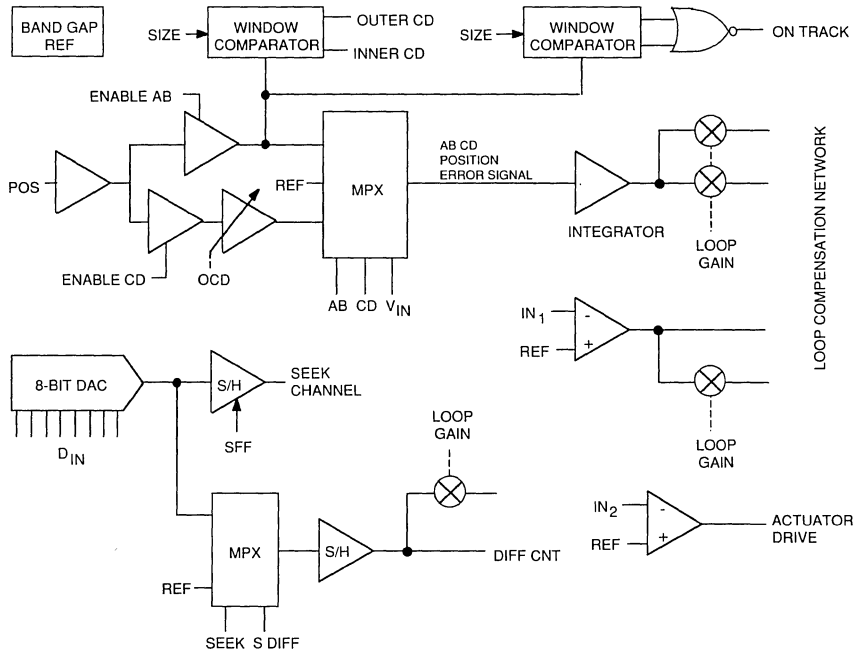 BAND GAP
REF
SIZE
WINDOW
COMPARATOR
OUTER CD
INNER CD
SIZE
WINDOW
COMPARATOR
ON TRACK
ENABLE AB
POS
REF
MPX
AB CD
POSITION
ERROR SIGNAL
INTEGRATOR
LOOP
GAIN
ENABLE CD
OCD
AB CD VIN
IN1
-
REF
+
LOOP
GAIN
LOOP COMPENSATION NETWORK
8-BIT DAC
DIN
S/H
SEEK
CHANNEL
SFF
LOOP
GAIN
MPX
REF
S/H
DIFF CNT
SEEK S DIFF
IN2
-
REF
+
ACTUATOR
DRIVE